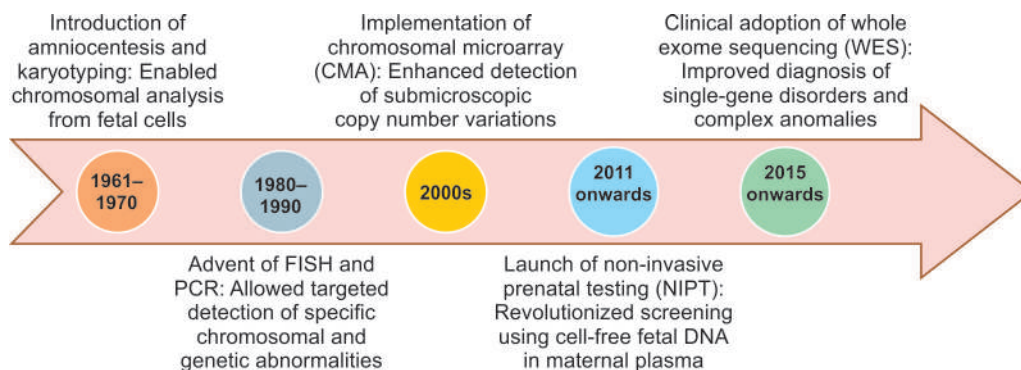 Introduction of
amniocentesis and
karyotyping: Enabled
chromosomal analysis
from fetal cells
Implementation of
chromosomal microarray
(CMA): Enhanced detection
of submicroscopic
copy number variations
Clinical adoption of whole
exome sequencing (WES):
Improved diagnosis of
single-gene disorders and
complex anomalies
1961–
1970
1980–
1990
2000s
2011
onwards
2015
onwards
Advent of FISH and
PCR: Allowed targeted
detection of specific
chromosomal and
genetic abnormalities
Launch of non-invasive
prenatal testing (NIPT):
Revolutionized screening
using cell-free fetal DNA
in maternal plasma